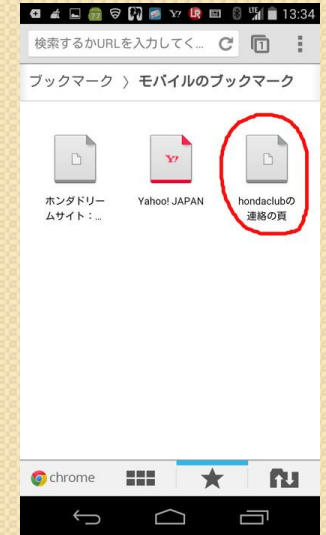 13:34
検索するかURLを入力してく...
1
ブックマーク 〉 モバイルのブックマーク
ホンダドリー
ムサイト：...
Y!
Yahoo! JAPAN
hondaclubの
連絡の頁
chrome